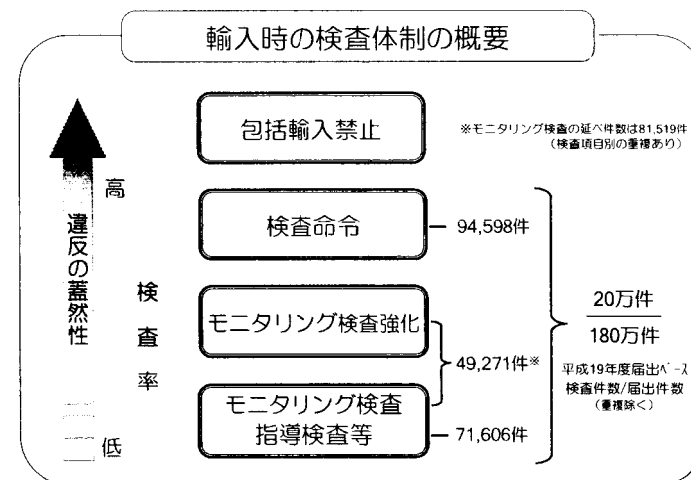 輸入時の検査体制の概要
包括輸入禁止
※モニタリング検査の延べ件数は81,519件
(検査項目別の重複あり)
高
違反の蓋然性
検査率
低
検査命令
94,598件
モニタリング検査強化
49,271件※
モニタリング検査
指導検査等
71,606件
20万件
180万件
平成19年度届出ベース
検査件数/届出件数
(重複除く)